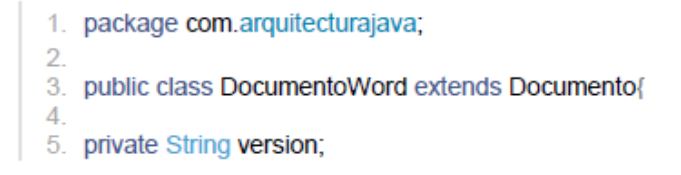 1. package com.arquitecturajava;
2.
3. public class DocumentoWord extends Documento{
4.
5. private String version;